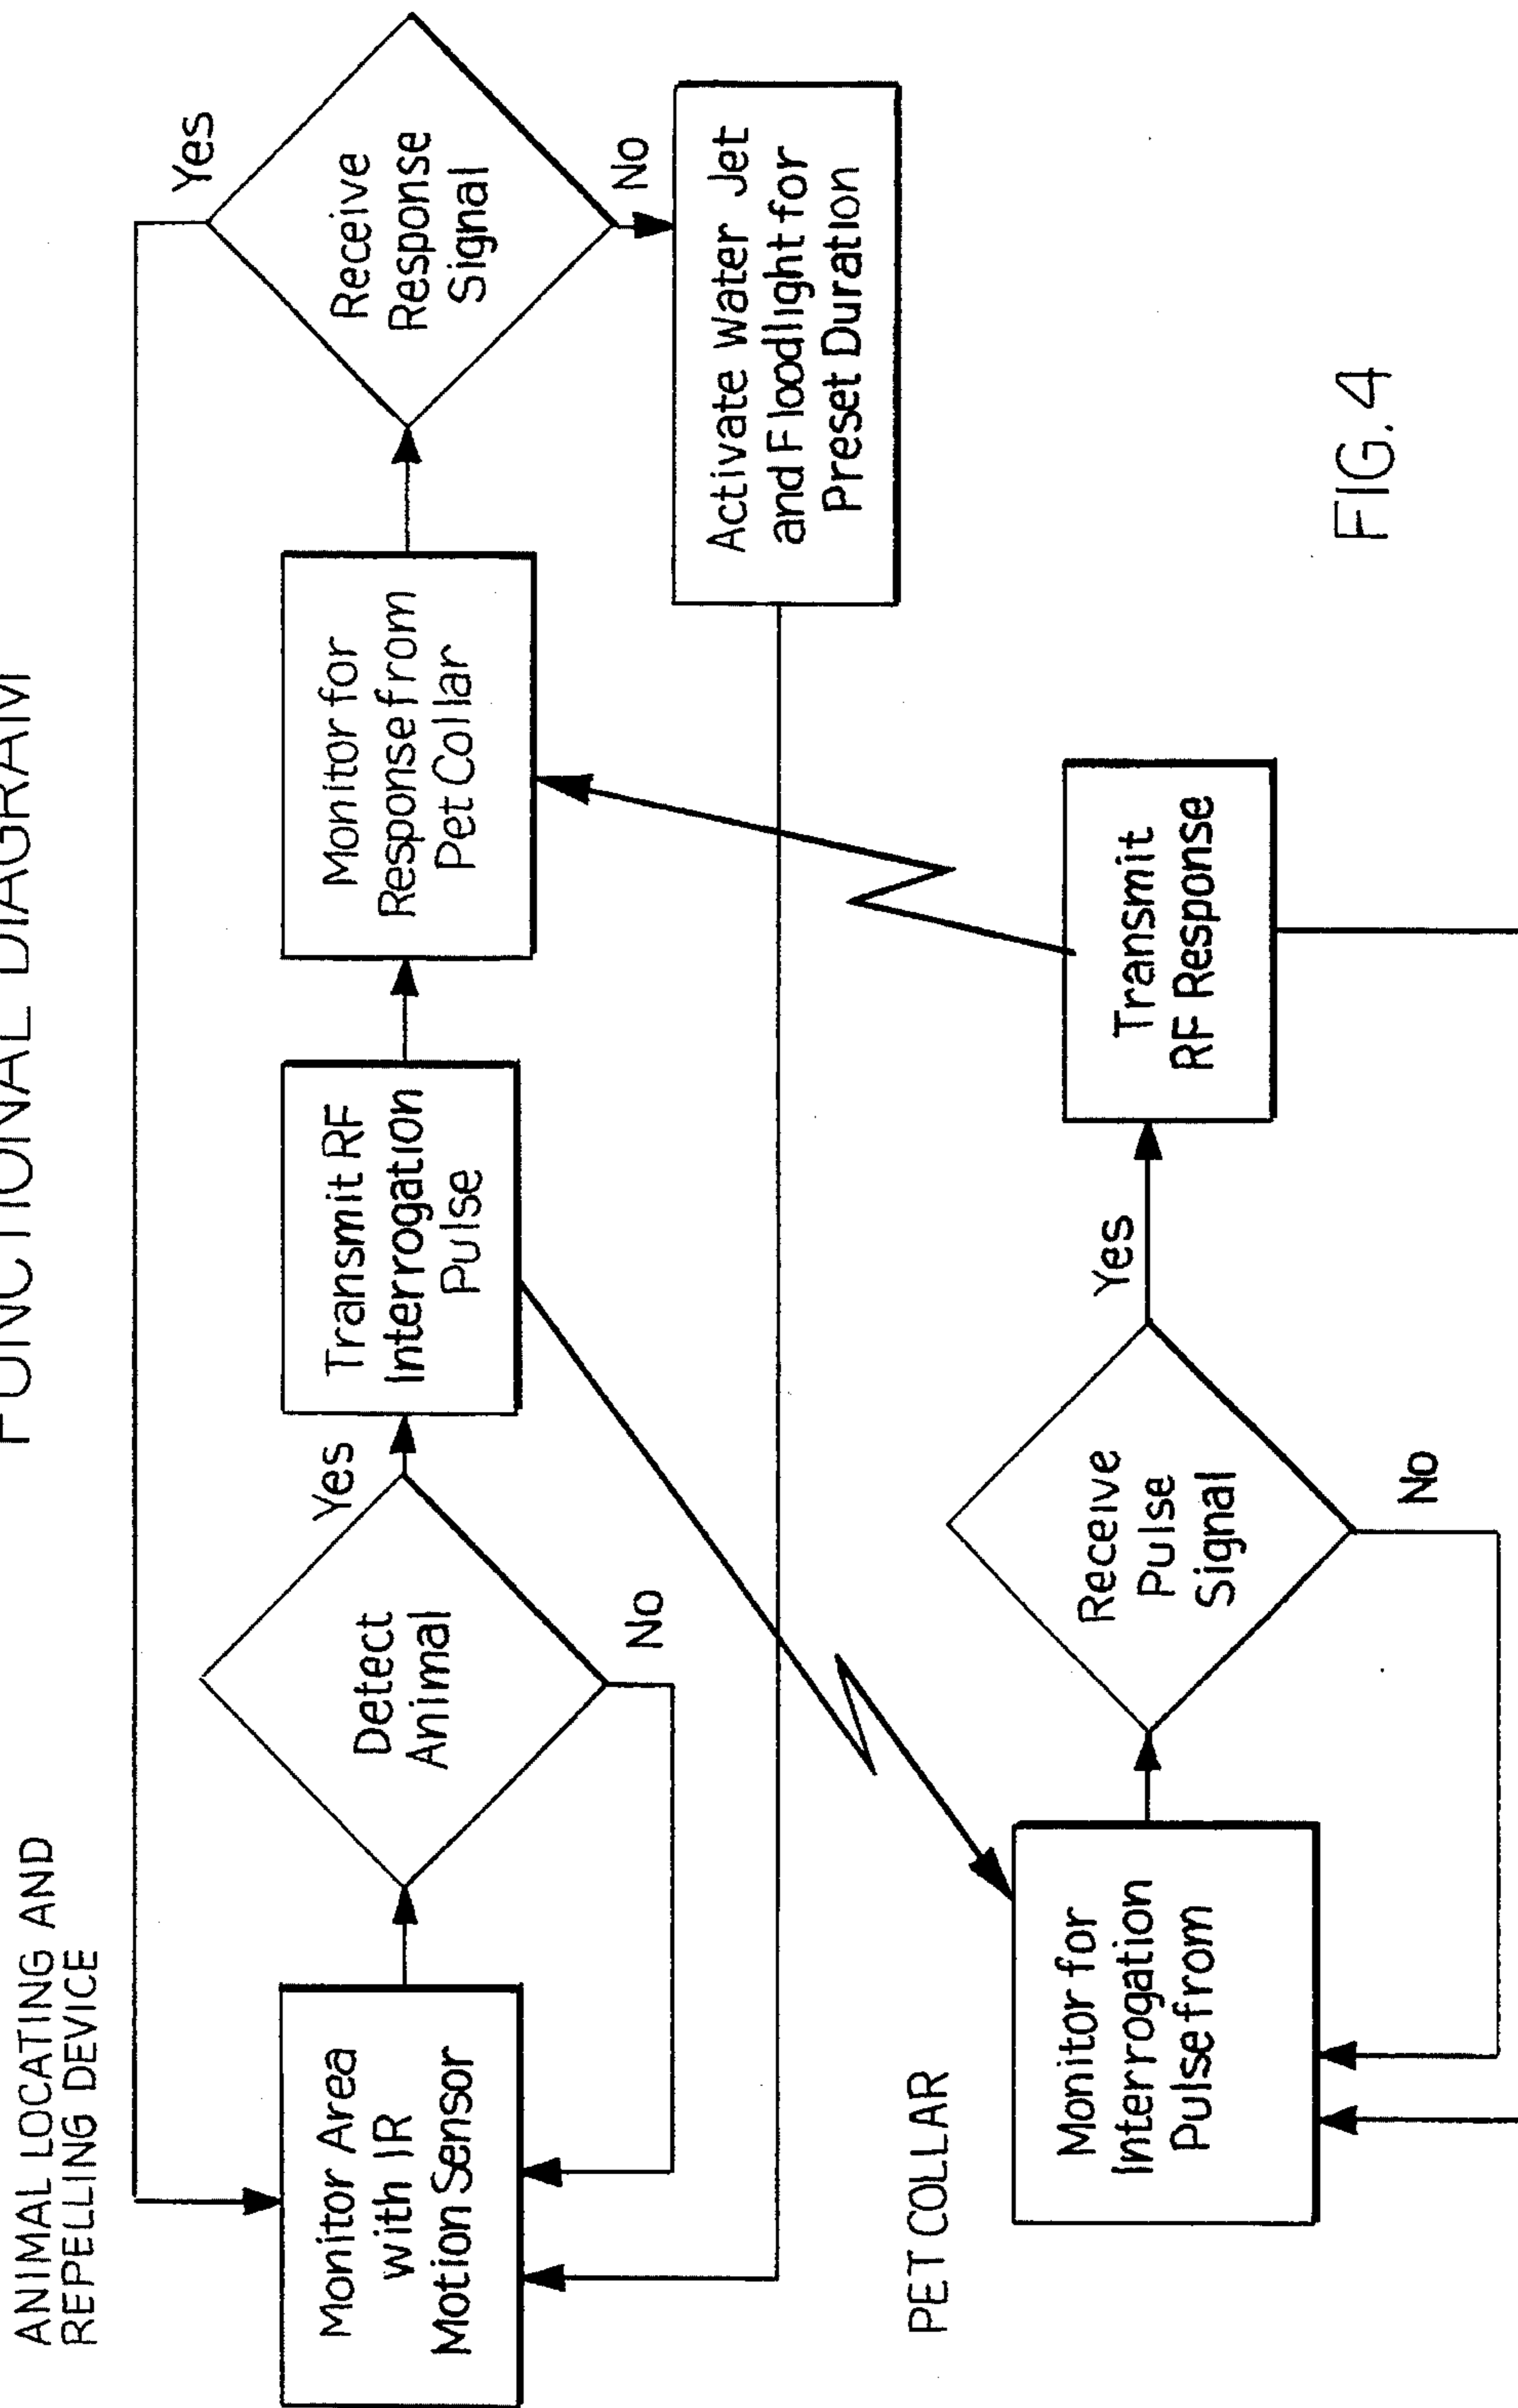 FUNCTIONAL DIAGRAM
ANIMAL LOCATING AND
REPELLING DEVICE
Monitor Area
with IR
Motion Sensor
Detect
Animal
Yes
No
Transmit RF
Interrogation
Pulse
Monitor for
Response from
Pet Collar
Receive
Response
Signal
Yes
No
Activate Water Jet
and Floodlight for
Preset Duration
PET COLLAR
Monitor for
Interrogation
Pulse from
Receive
Pulse
Signal
Yes
No
Transmit
RF Response
FIG. 4